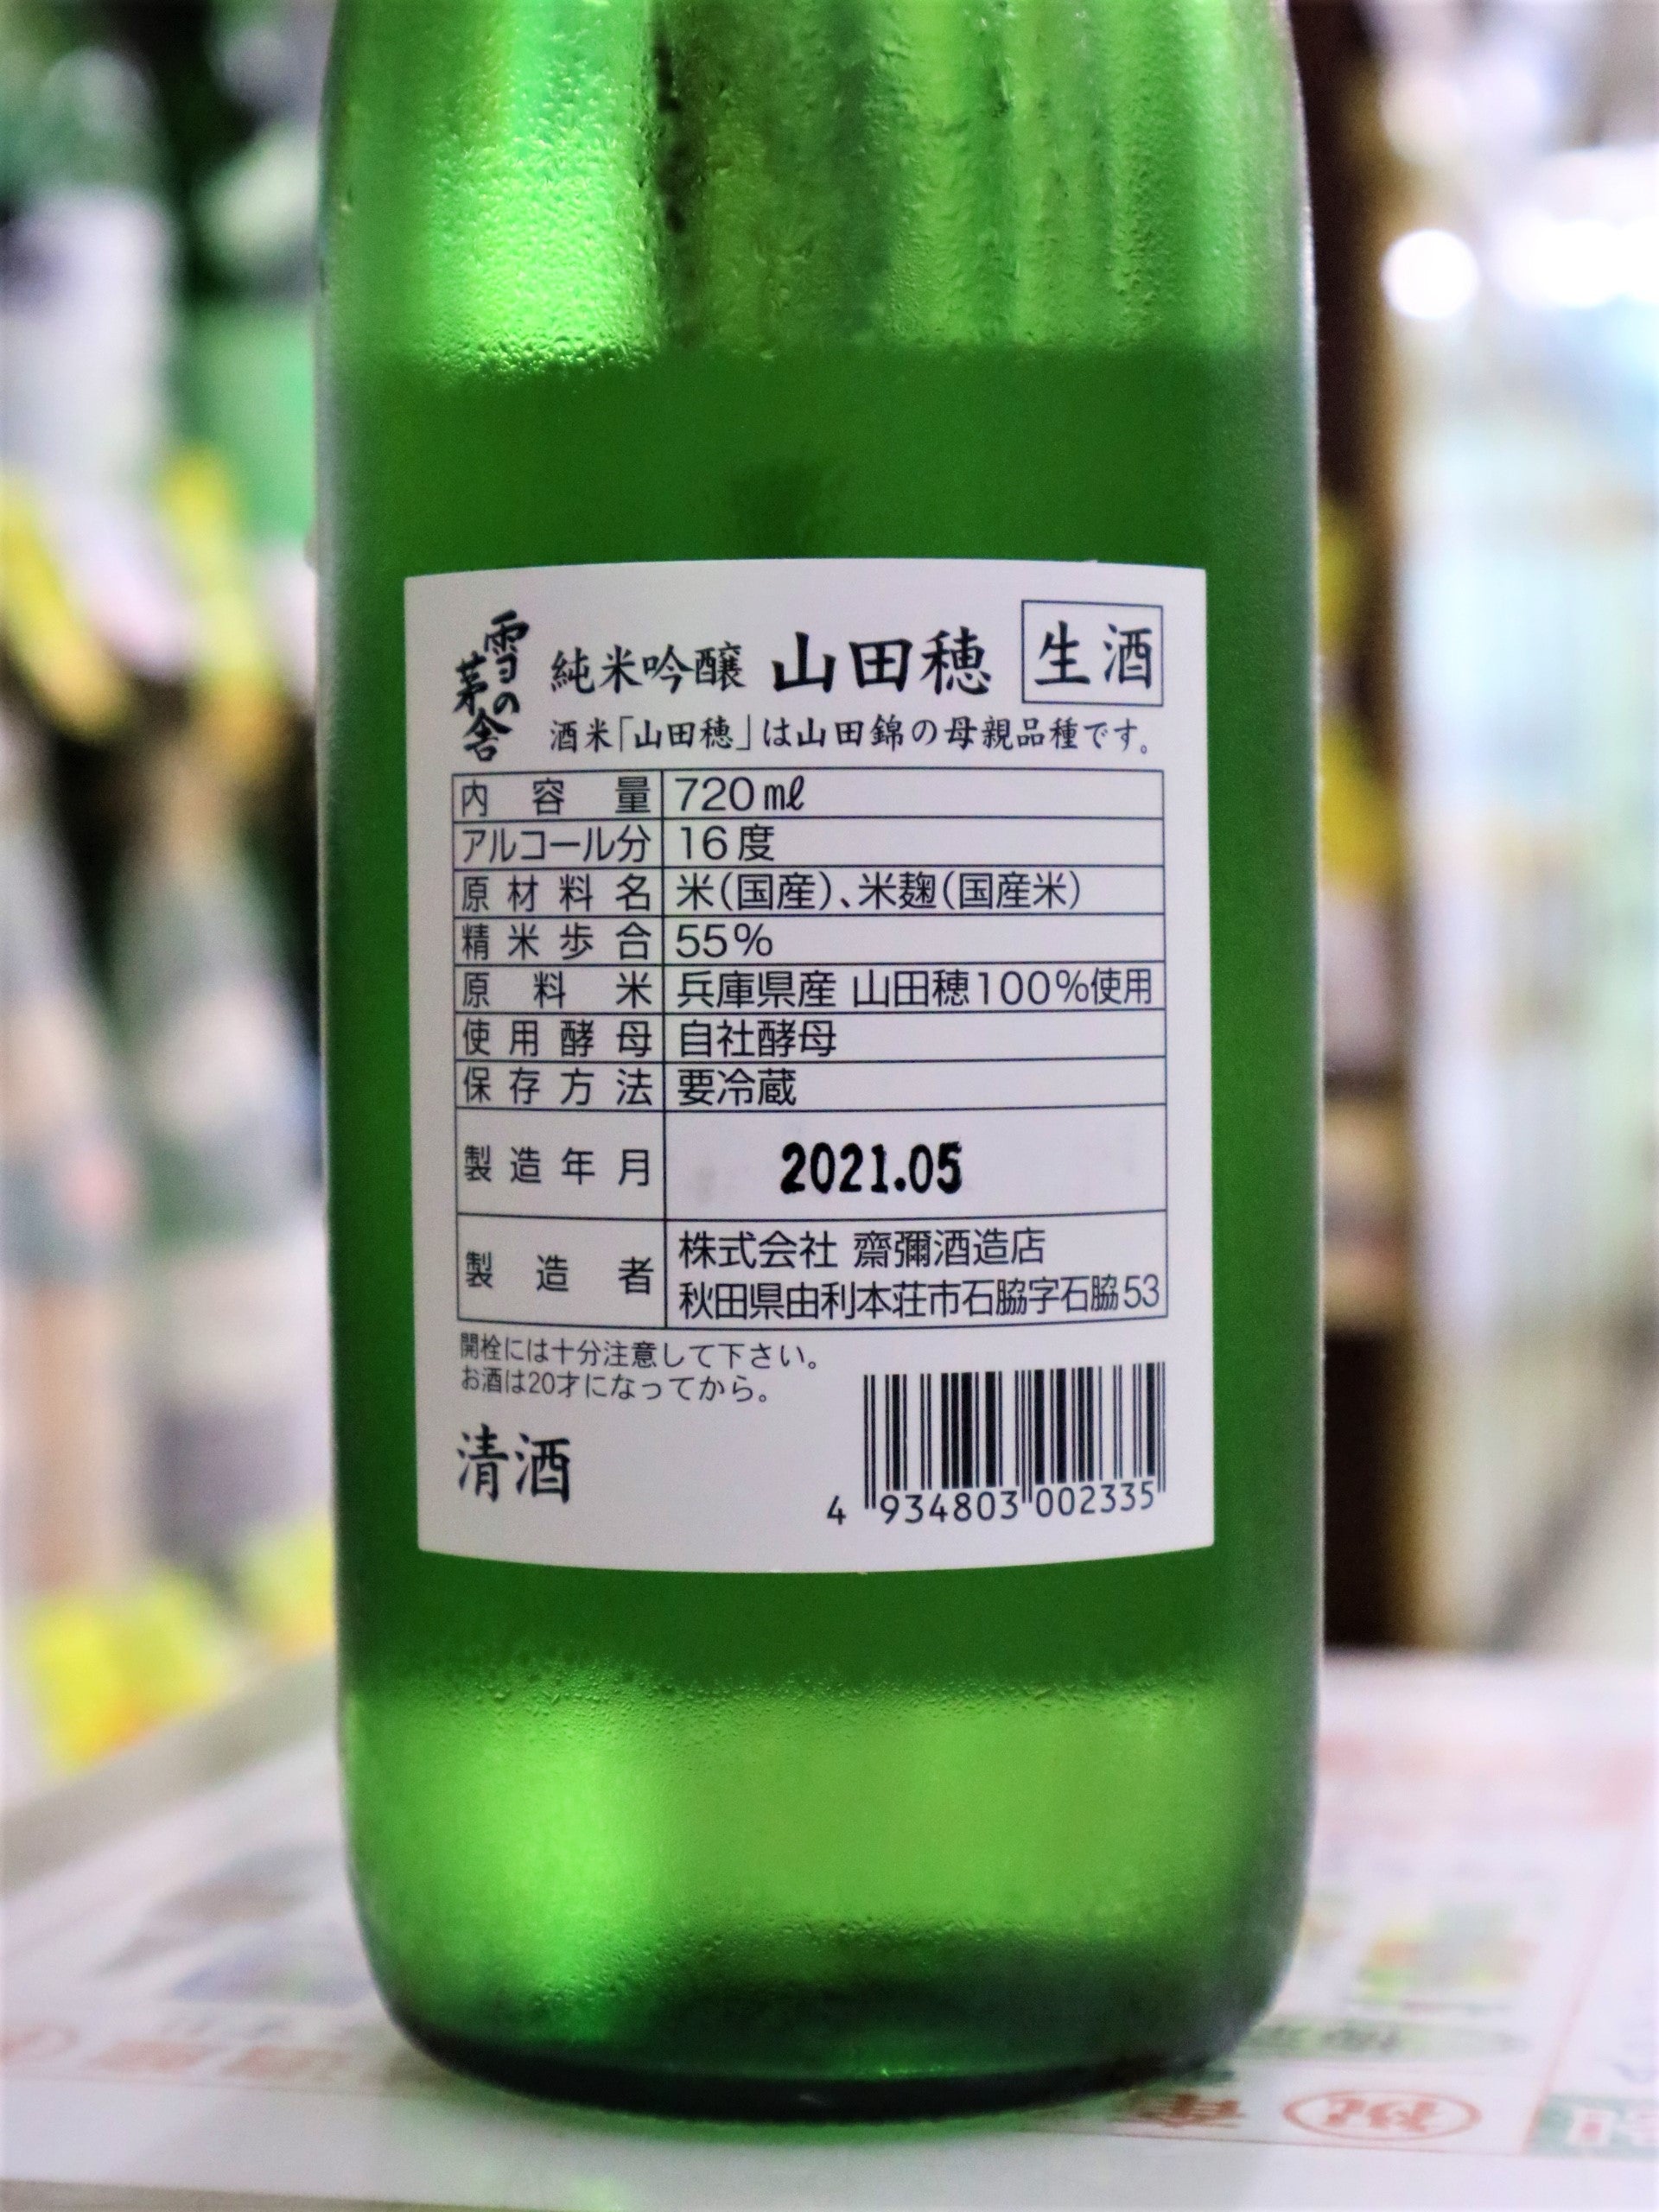 雪の茅舎
純米吟醸 山田穂 生酒
酒米「山田穂」は山田錦の母親品種です。
内容量 720㎖
アルコール分 16度
原材料名 米(国産)、米麹(国産米)
精米歩合 55%
原料米 兵庫県産 山田穂100%使用
使用酵母 自社酵母
保存方法 要冷蔵
製造年月 2021.05
製造者 株式会社 齋彌酒造店
秋田県由利本荘市石脇字石脇53
開栓には十分注意して下さい。
お酒は20才になってから。
清酒
4 934803 002335